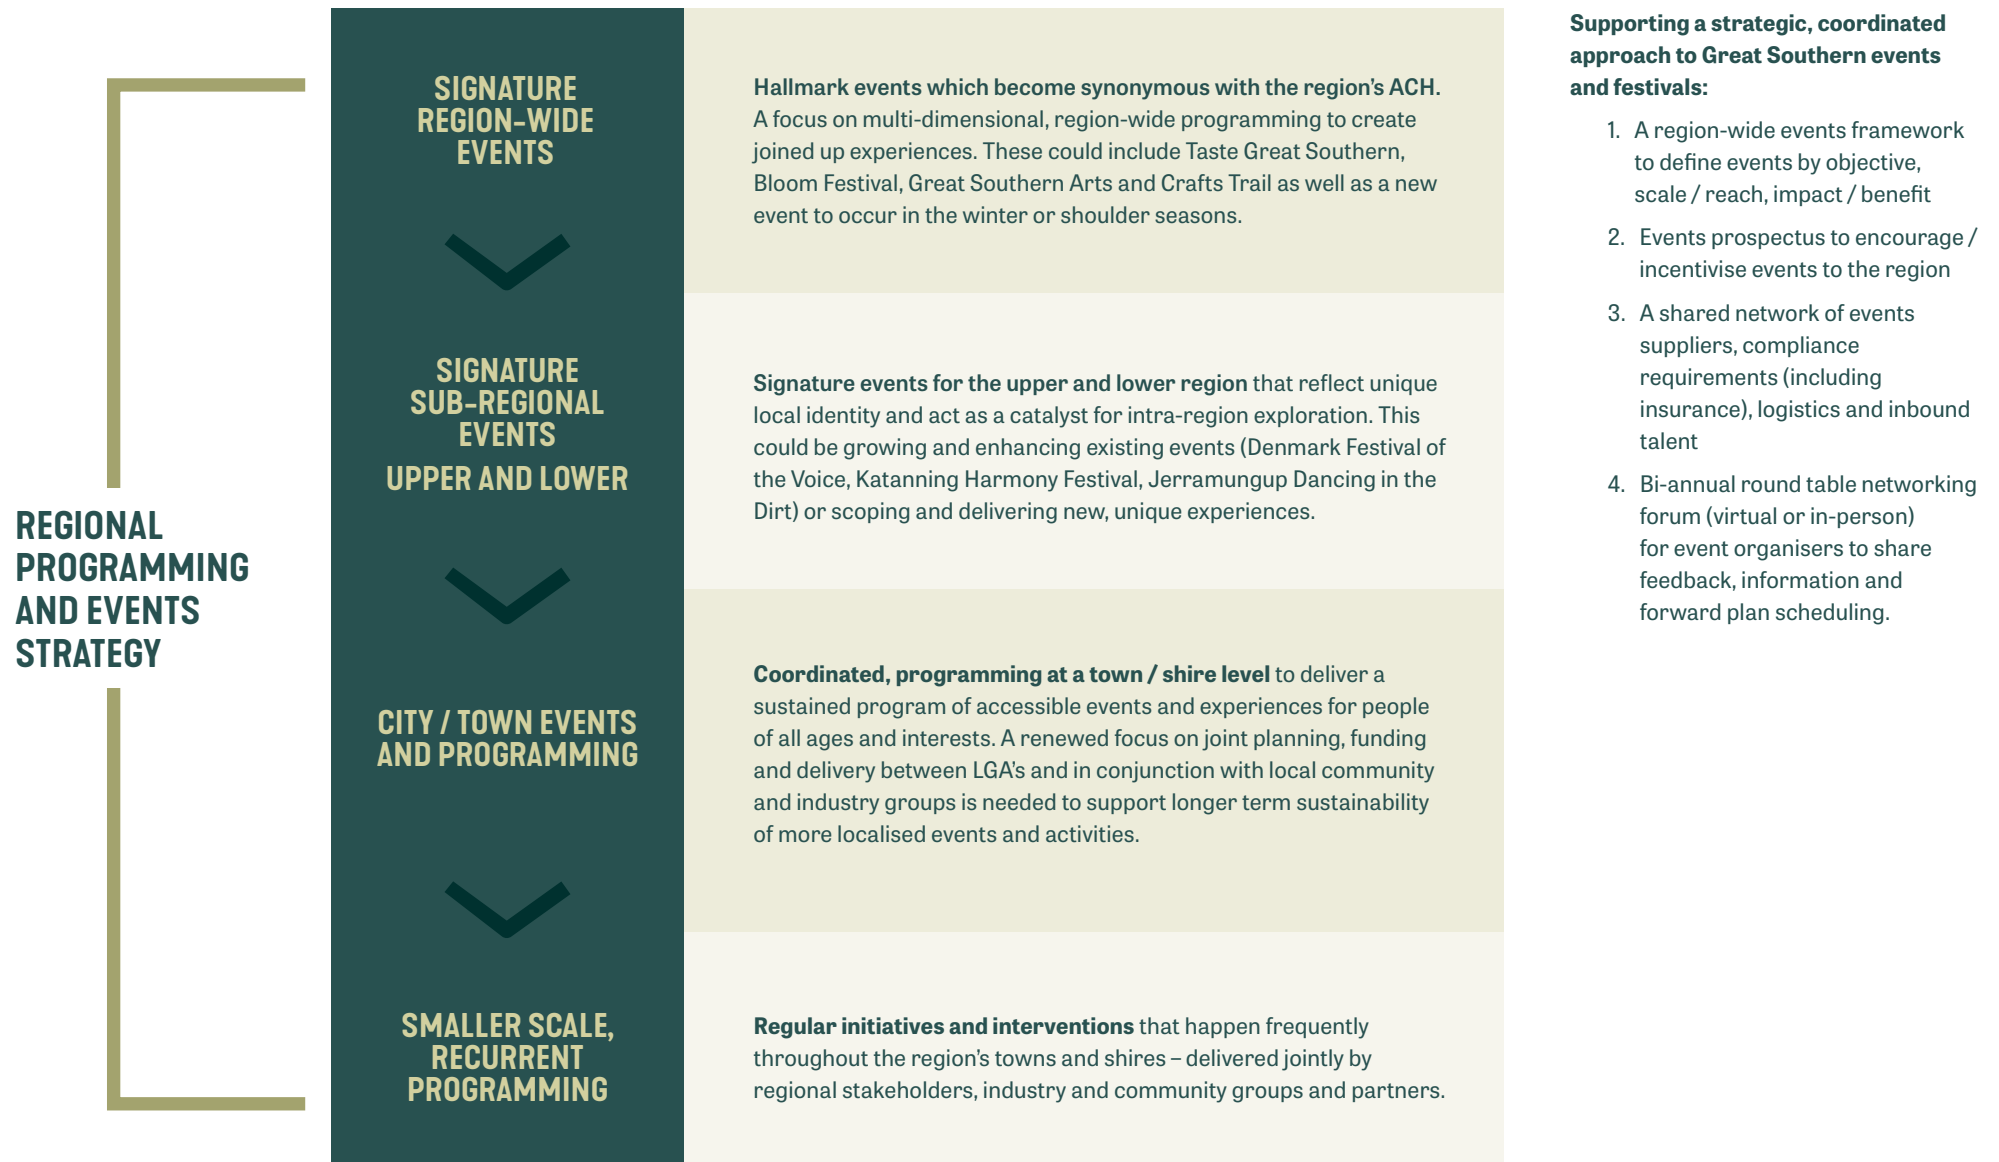 REGIONAL
PROGRAMMING
AND EVENTS
STRATEGY
SIGNATURE
REGION-WIDE
EVENTS
Hallmark events which become synonymous with the region's ACH.
A focus on multi-dimensional, region-wide programming to create
joined up experiences. These could include Taste Great Southern,
Bloom Festival, Great Southern Arts and Crafts Trail as well as a new
event to occur in the winter or shoulder seasons.
SIGNATURE
SUB-REGIONAL
EVENTS
UPPER AND LOWER
Signature events for the upper and lower region that reflect unique
local identity and act as a catalyst for intra-region exploration. This
could be growing and enhancing existing events (Denmark Festival of
the Voice, Katanning Harmony Festival, Jerramungup Dancing in the
Dirt) or scoping and delivering new, unique experiences.
CITY / TOWN EVENTS
AND PROGRAMMING
Coordinated, programming at a town / shire level to deliver a
sustained program of accessible events and experiences for people
of all ages and interests. A renewed focus on joint planning, funding
and delivery between LGA's and in conjunction with local community
and industry groups is needed to support longer term sustainability
of more localised events and activities.
SMALLER SCALE,
RECURRENT
PROGRAMMING
Regular initiatives and interventions that happen frequently
throughout the region's towns and shires – delivered jointly by
regional stakeholders, industry and community groups and partners.
Supporting a strategic, coordinated
approach to Great Southern events
and festivals:
1. A region-wide events framework
to define events by objective,
scale / reach, impact / benefit
2. Events prospectus to encourage /
incentivise events to the region
3. A shared network of events
suppliers, compliance
requirements (including
insurance), logistics and inbound
talent
4. Bi-annual round table networking
forum (virtual or in-person)
for event organisers to share
feedback, information and
forward plan scheduling.